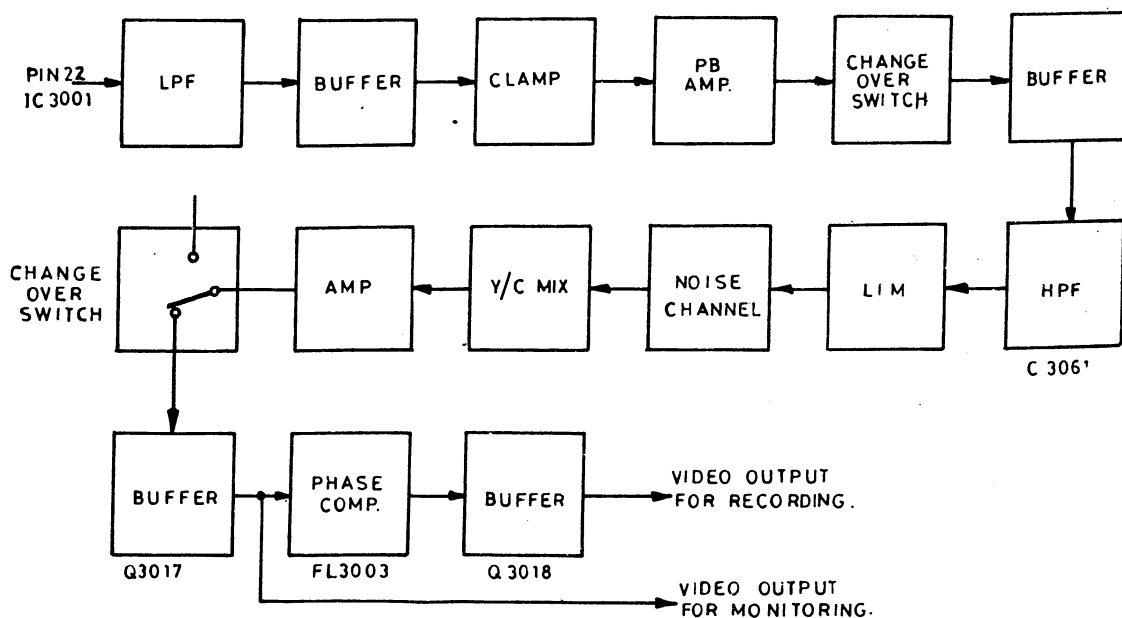 PIN 22
IC 3001
LPF
BUFFER
CLAMP
PB
AMP.
CHANGE
OVER
SWITCH
BUFFER
CHANGE
OVER
SWITCH
AMP
Y/C MIX
NOISE
CHANNEL
LIM
HPF
C 306'
BUFFER
PHASE
COMP.
BUFFER
VIDEO OUTPUT
FOR RECORDING.
Q3017
FL3003
Q 3018
VIDEO OUTPUT
FOR MONITORING.